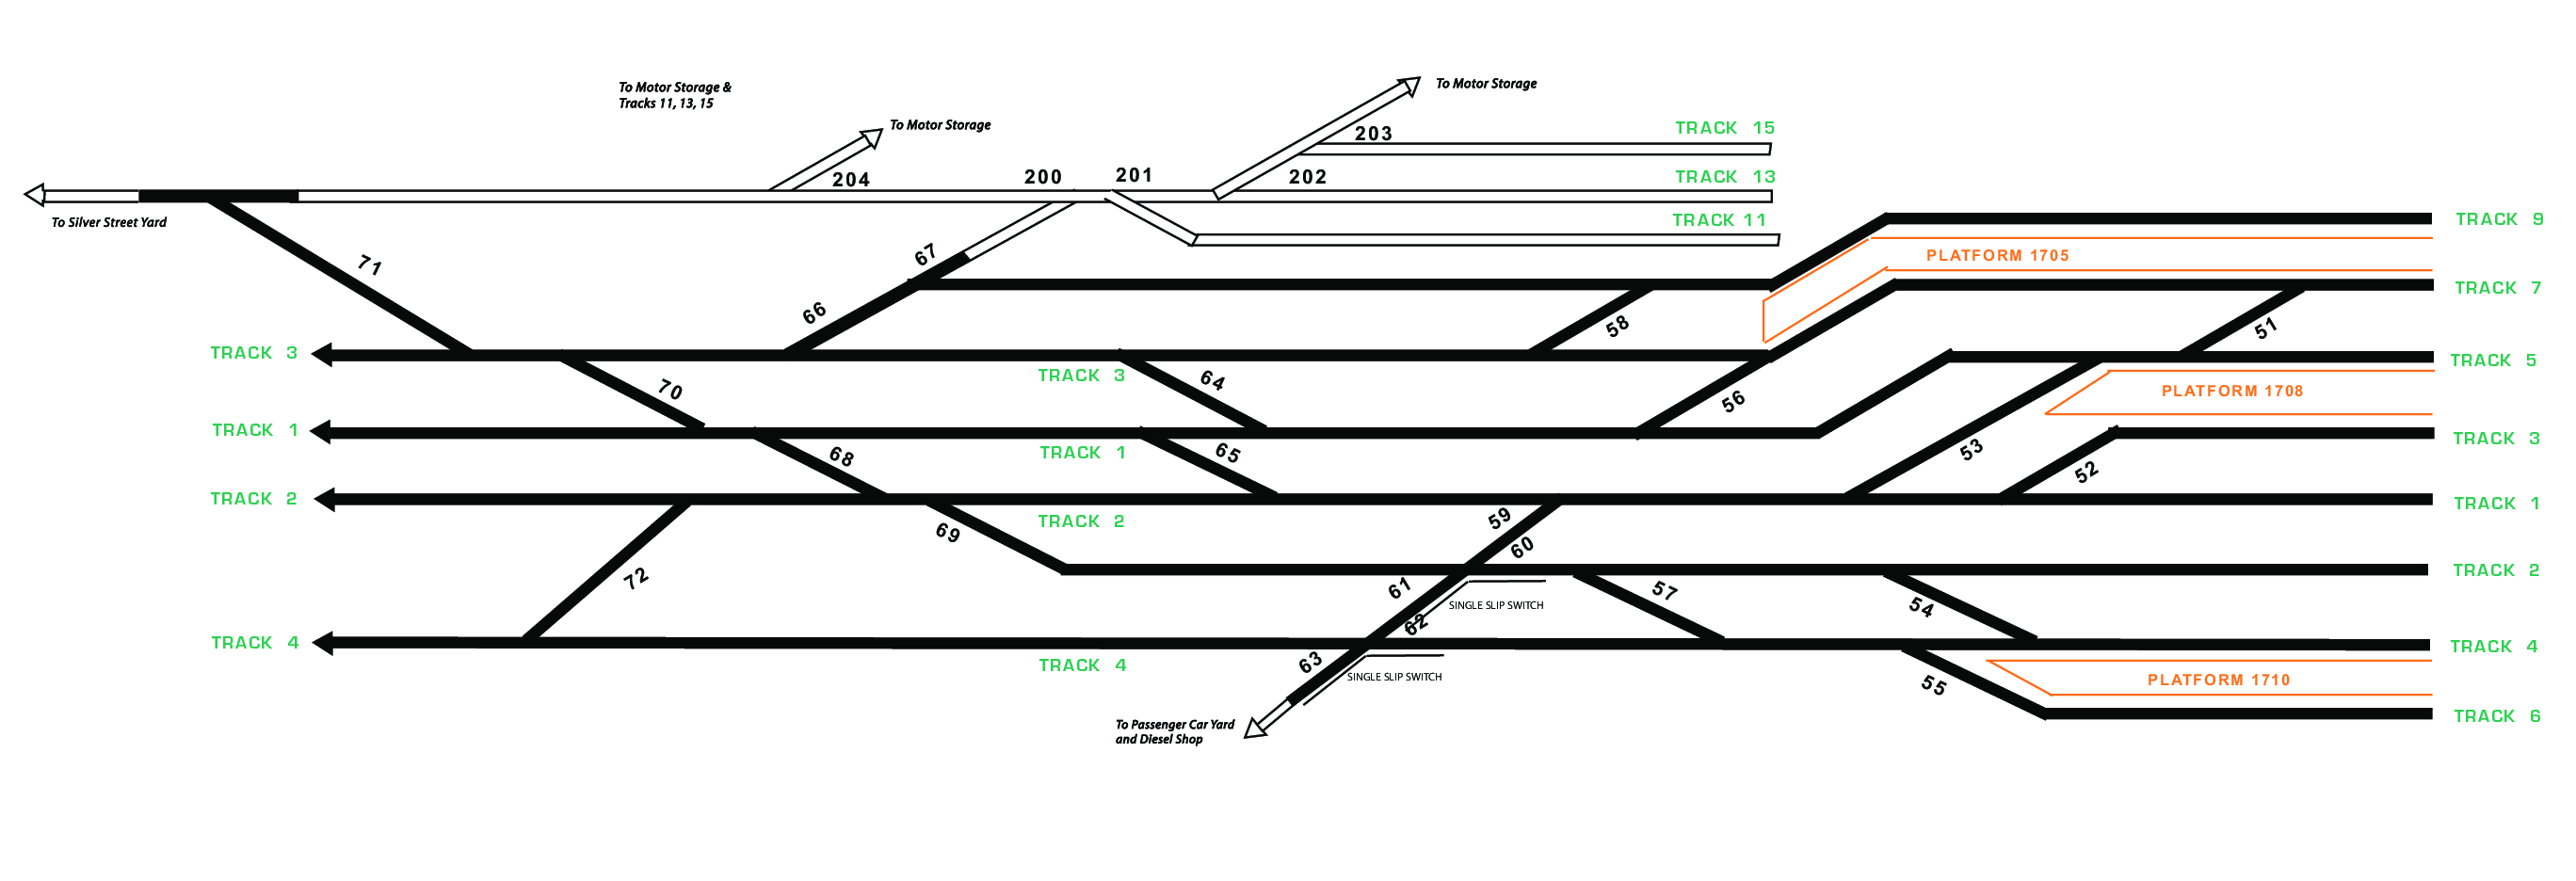 To Motor Storage &
Tracks 11, 13, 15
To Motor Storage
To Motor Storage
203
TRACK 15
204
200
201
202
TRACK 13
To Silver Street Yard
TRACK 11
TRACK 9
71
67
PLATFORM 1705
TRACK 7
66
58
51
TRACK 3
TRACK 3
TRACK 5
70
64
56
PLATFORM 1708
TRACK 1
TRACK 1
TRACK 3
68
65
53
52
TRACK 2
TRACK 2
TRACK 1
69
59
60
TRACK 2
72
61
57
54
SINGLE SLIP SWITCH
62
TRACK 4
TRACK 4
TRACK 4
63
SINGLE SLIP SWITCH
55
PLATFORM 1710
To Passenger Car Yard
and Diesel Shop
TRACK 6